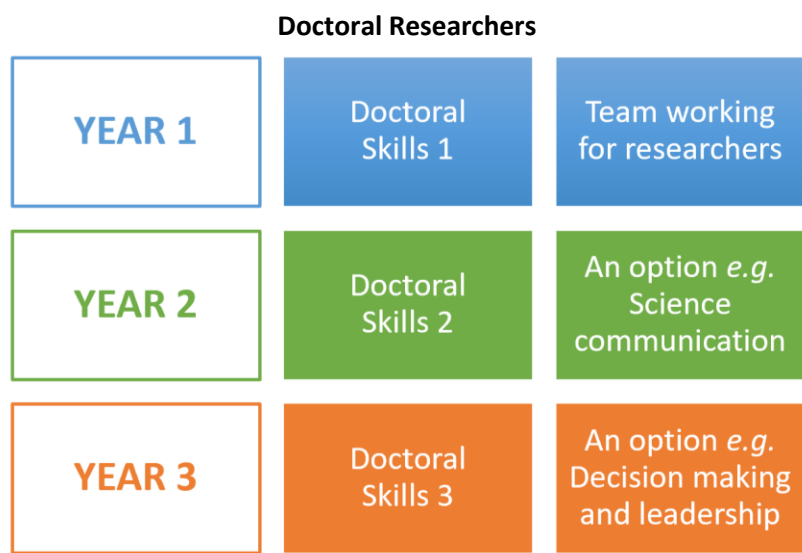 Doctoral Researchers
YEAR 1
Doctoral
Skills 1
Team working
for researchers
YEAR 2
Doctoral
Skills 2
An option e.g.
Science
communication
YEAR 3
Doctoral
Skills 3
An option e.g.
Decision making
and leadership